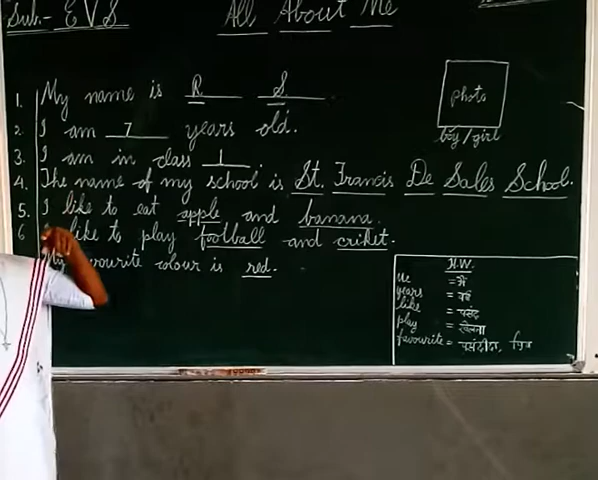 Sub.- EVS
All About Me
1. My name is R S
photo
boy/girl
2. I am 7 years old.
3. I am in class 1.
4. The name of my school is St. Francis De Sales School.
5. I like to eat apple and banana.
6 like to play football and criket.
My favourite colour is red.
H.W.
= मैं
years = वर्ष
like = पसंद
play = खेलना
favourite = पसंदीदा, प्रिय